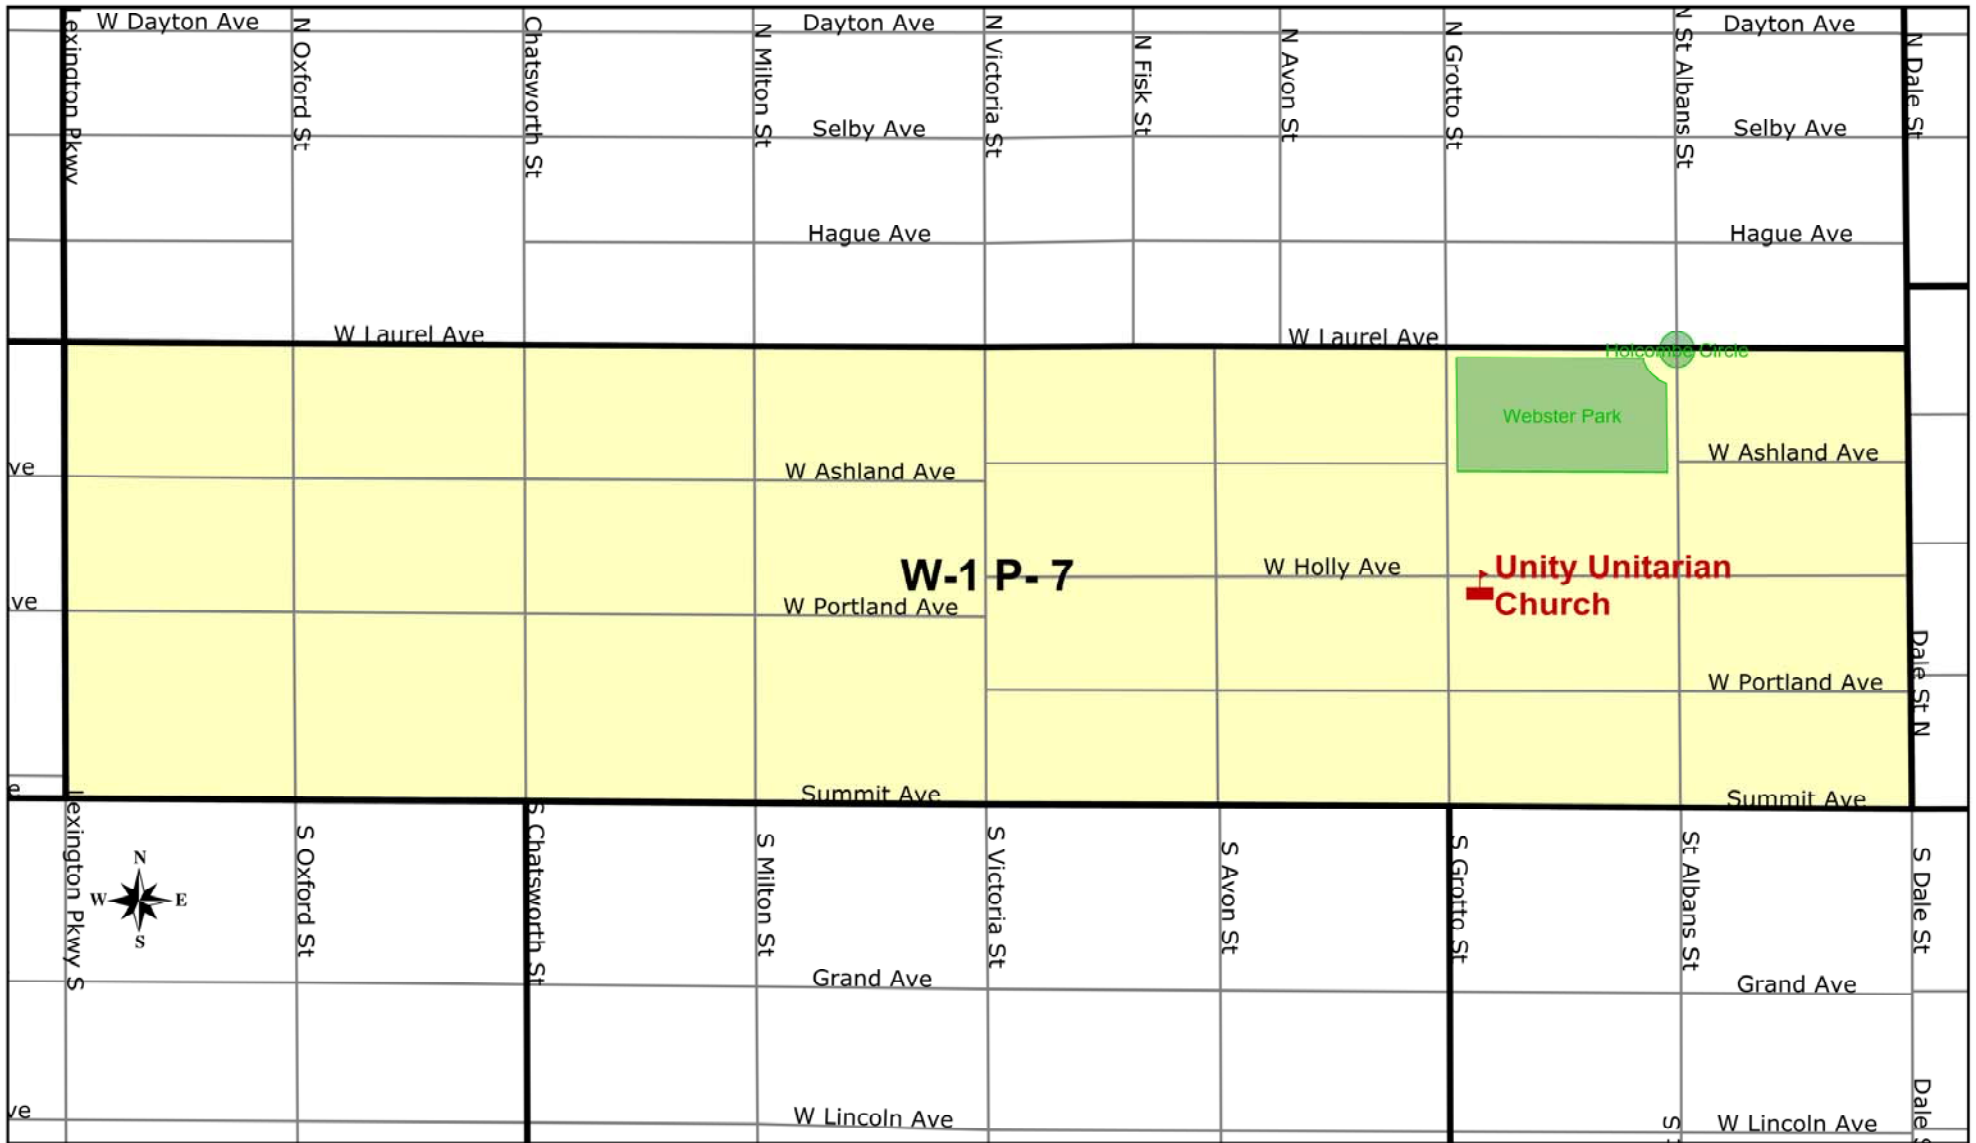 W Dayton Ave
Dayton Ave
Dayton Ave
Lexington Pkwy
N Oxford St
Chatsworth St
N Milton St
N Victoria St
N Fisk St
N Avon St
N Grotto St
N St Albans St
N Dale St
Selby Ave
Selby Ave
Hague Ave
Hague Ave
W Laurel Ave
W Laurel Ave
Holcombe Circle
Webster Park
W Ashland Ave
ve
W Ashland Ave
W-1 P- 7
W Holly Ave
Unity Unitarian
Church
ve
W Portland Ave
W Portland Ave
Dale St N
e
Summit Ave
Summit Ave
Lexington Pkwy S
S Oxford St
S Chatsworth St
S Milton St
S Victoria St
S Avon St
S Grotto St
St Albans St
S Dale St
N
W E
S
Grand Ave
Grand Ave
ve
W Lincoln Ave
S
W Lincoln Ave
Dale S